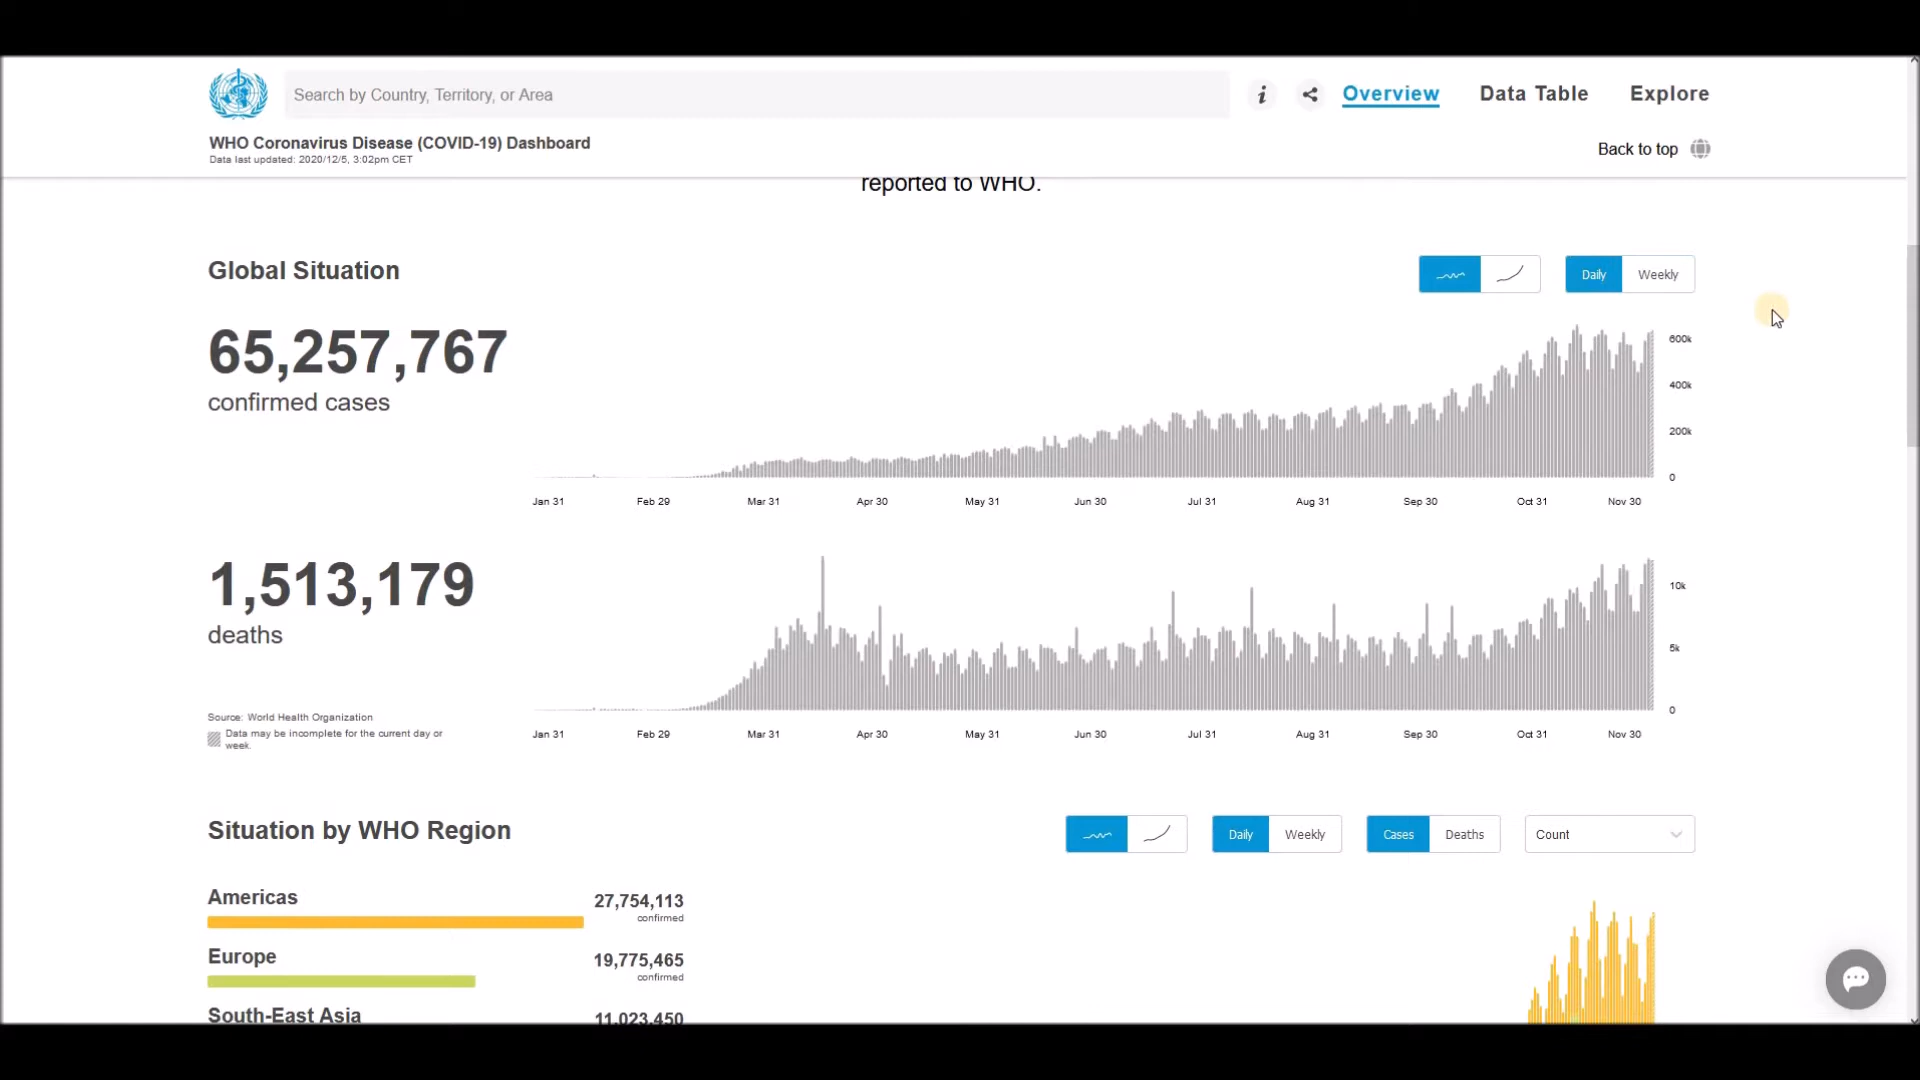 Search by Country, Territory, or Area
i
Overview
Data Table
Explore
WHO Coronavirus Disease (COVID-19) Dashboard
Data last updated: 2020/12/5, 3:02pm CET
Back to top
reported to WHO.
Global Situation
Daily
Weekly
65,257,767
confirmed cases
600k
400k
200k
0
Jan 31
Feb 29
Mar 31
Apr 30
May 31
Jun 30
Jul 31
Aug 31
Sep 30
Oct 31
Nov 30
1,513,179
deaths
10k
5k
0
Source: World Health Organization
Data may be incomplete for the current day or
week.
Jan 31
Feb 29
Mar 31
Apr 30
May 31
Jun 30
Jul 31
Aug 31
Sep 30
Oct 31
Nov 30
Situation by WHO Region
Daily
Weekly
Cases
Deaths
Count
Americas
27,754,113
confirmed
Europe
19,775,465
confirmed
South-East Asia
11,023,450